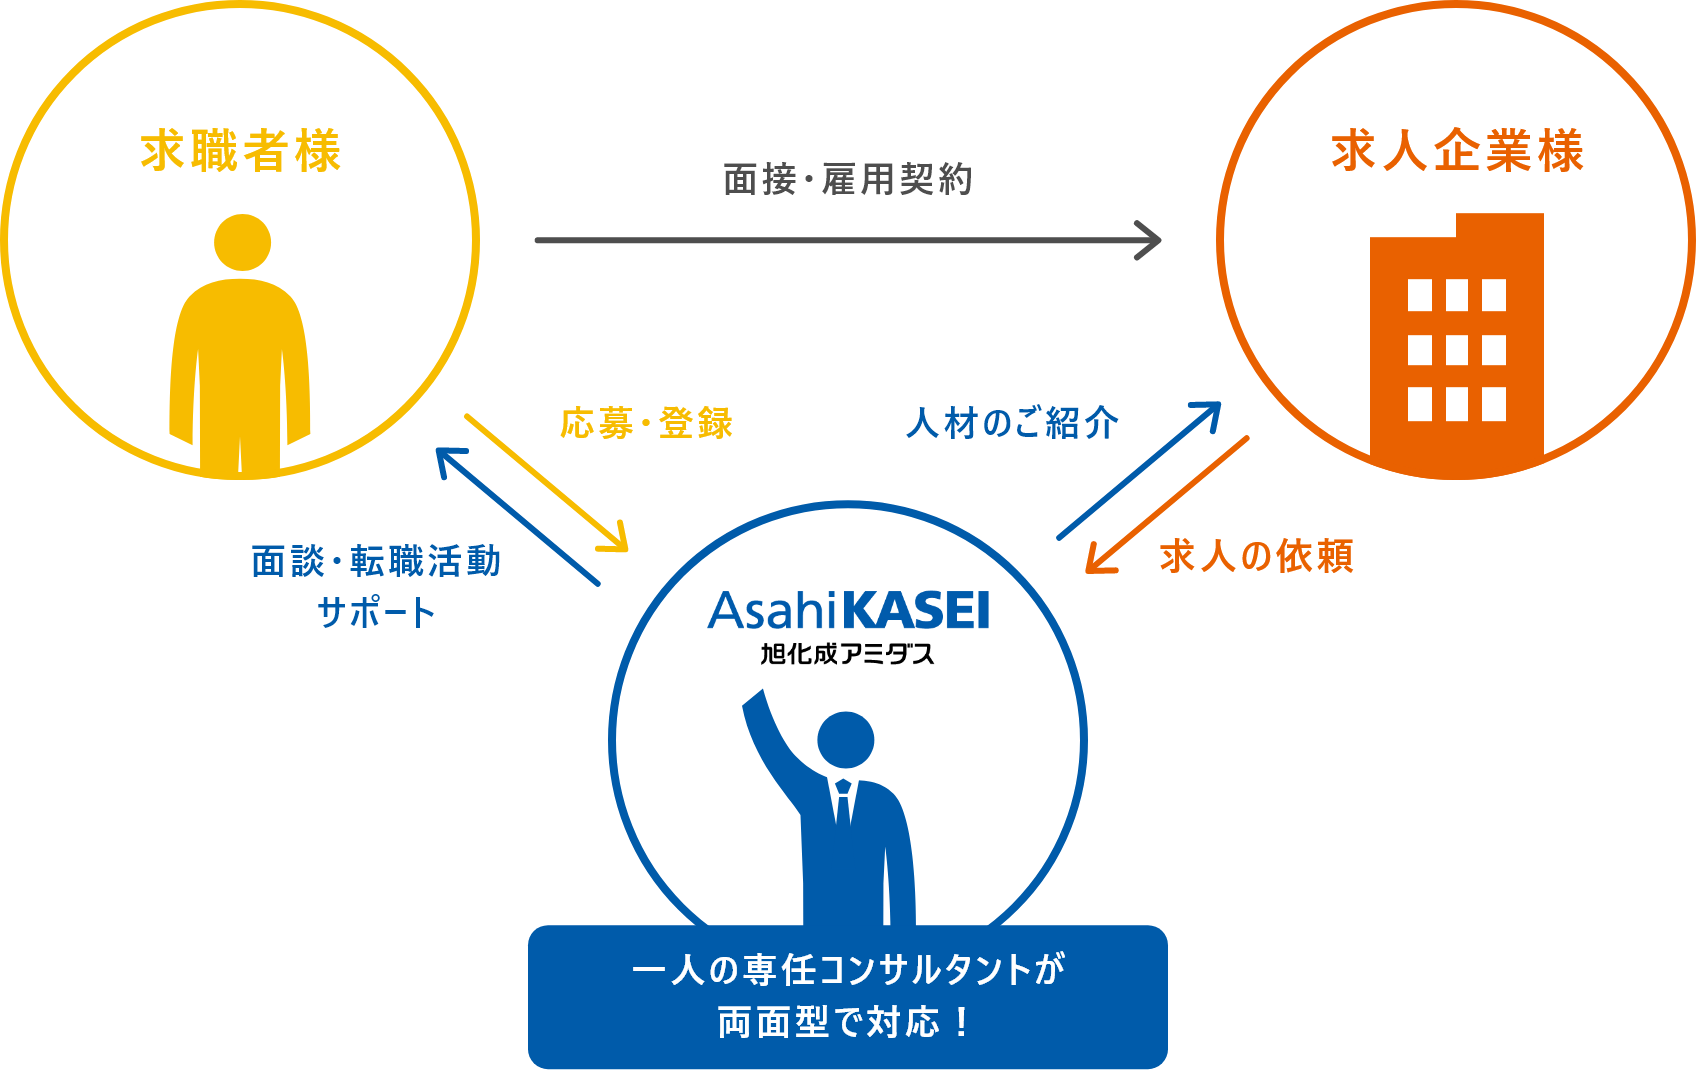 求職者様
求人企業様
面接・雇用契約
応募・登録
人材のご紹介
面談・転職活動
サポート
求人の依頼
AsahiKASEI
旭化成アミダス
一人の専任コンサルタントが
両面型で対応！